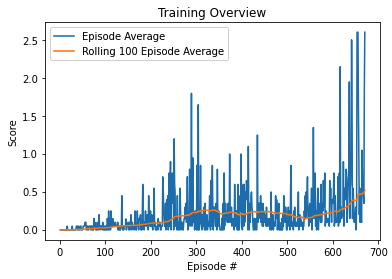 Training Overview
Episode Average
Rolling 100 Episode Average
Score
2.5
2.0
1.5
1.0
0.5
0.0
0 100 200 300 400 500 600 700
Episode #